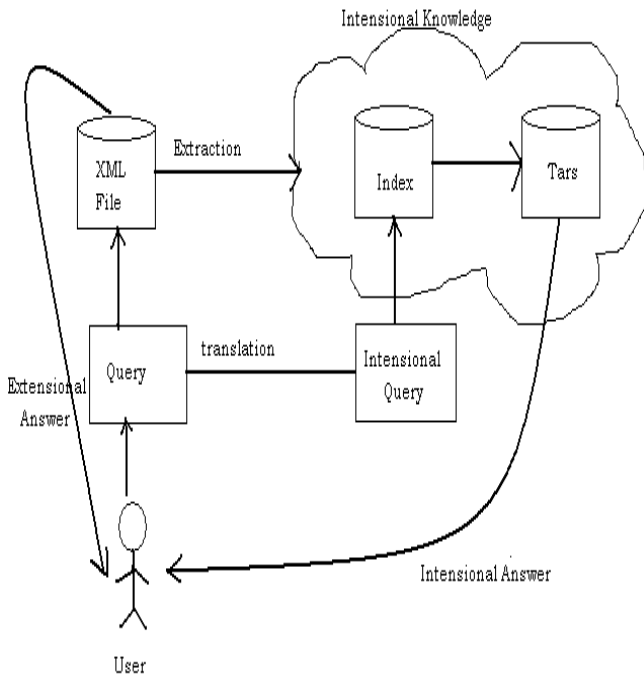 Intensional Knowledge
XML
File
Extraction
Index
Tars
Query
translation
Intensional
Query
Extensional
Answer
Intensional Answer
User